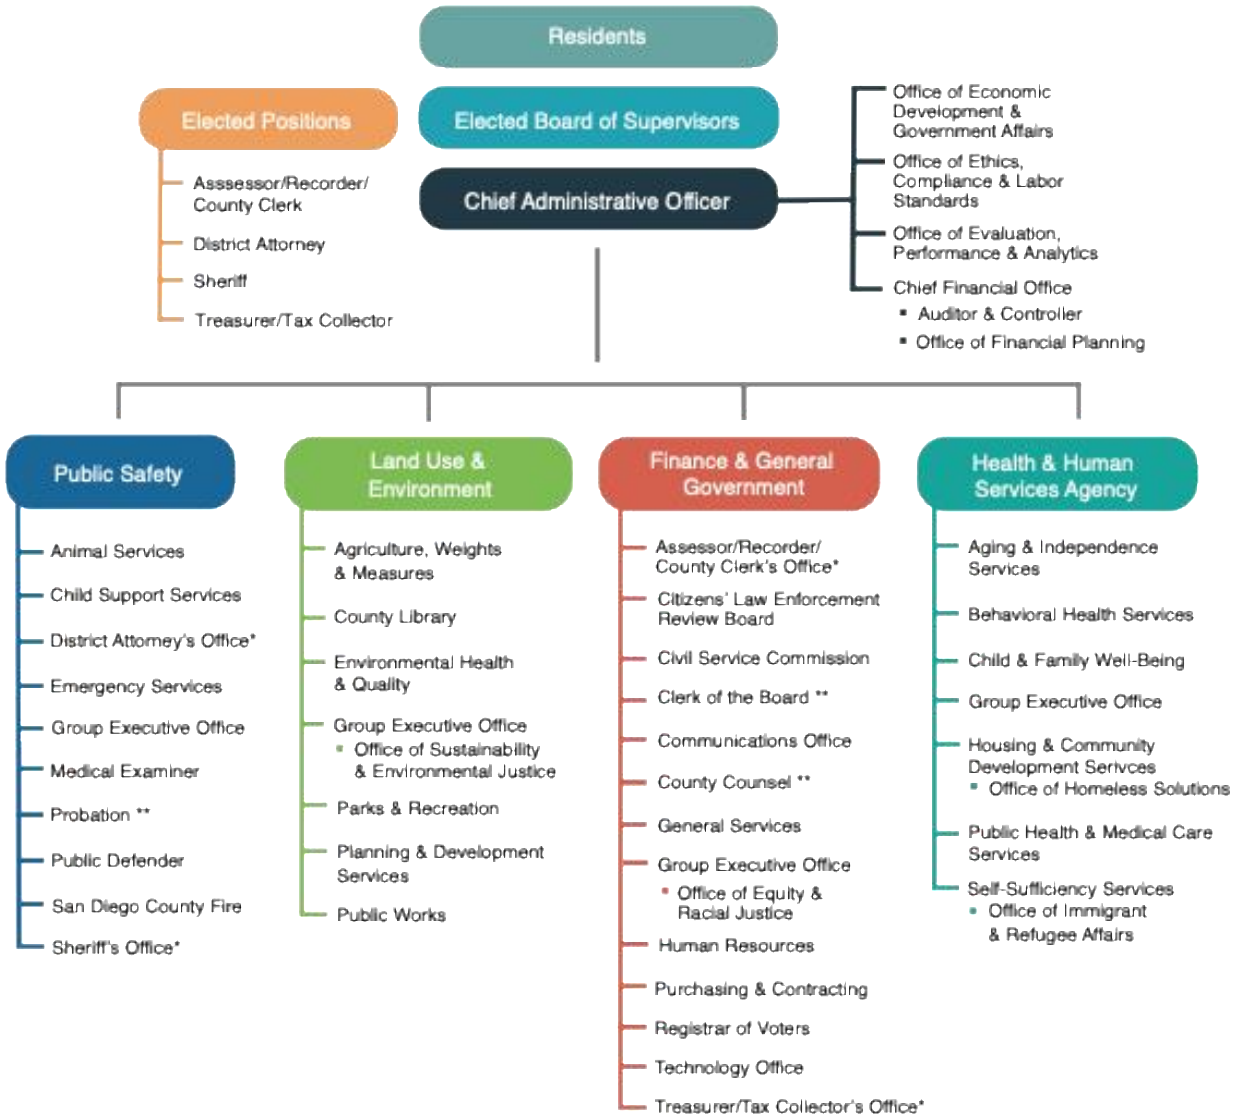 Residents
Elected Positions
Asssessor/Recorder/
County Clerk
District Attorney
Sheriff
Treasurer/Tax Collector
Elected Board of Supervisors
Chief Administrative Officer
Office of Economic
Development &
Government Affairs
Office of Ethics,
Compliance & Labor
Standards
Office of Evaluation,
Performance & Analytics
Chief Financial Office
▪ Auditor & Controller
▪ Office of Financial Planning
Public Safety
Animal Services
Child Support Services
District Attorney's Office*
Emergency Services
Group Executive Office
Medical Examiner
Probation **
Public Defender
San Diego County Fire
Sheriff's Office*
Land Use &
Environment
Agriculture, Weights
& Measures
County Library
Environmental Health
& Quality
Group Executive Office
• Office of Sustainability
& Environmental Justice
Parks & Recreation
Planning & Development
Services
Public Works
Finance & General
Government
Assessor/Recorder/
County Clerk's Office*
Citizens' Law Enforcement
Review Board
Civil Service Commission
Clerk of the Board **
Communications Office
County Counsel **
General Services
Group Executive Office
• Office of Equity &
Racial Justice
Human Resources
Purchasing & Contracting
Registrar of Voters
Technology Office
Treasurer/Tax Collector's Office*
Health & Human
Services Agency
Aging & Independence
Services
Behavioral Health Services
Child & Family Well-Being
Group Executive Office
Housing & Community
Development Serivces
• Office of Homeless Solutions
Public Health & Medical Care
Services
Self-Sufficiency Services
• Office of Immigrant
& Refugee Affairs